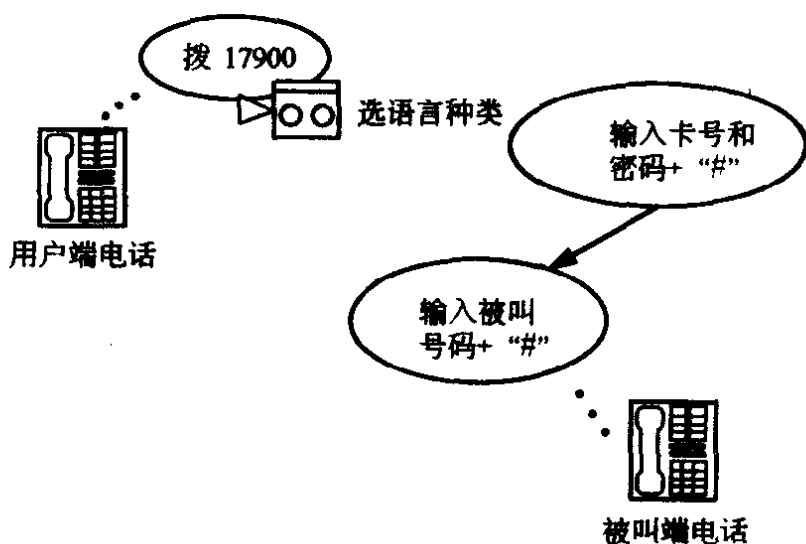 拨 17900
选语言种类
输入卡号和
密码+ “#”
用户端电话
输入被叫
号码+ “#”
被叫端电话